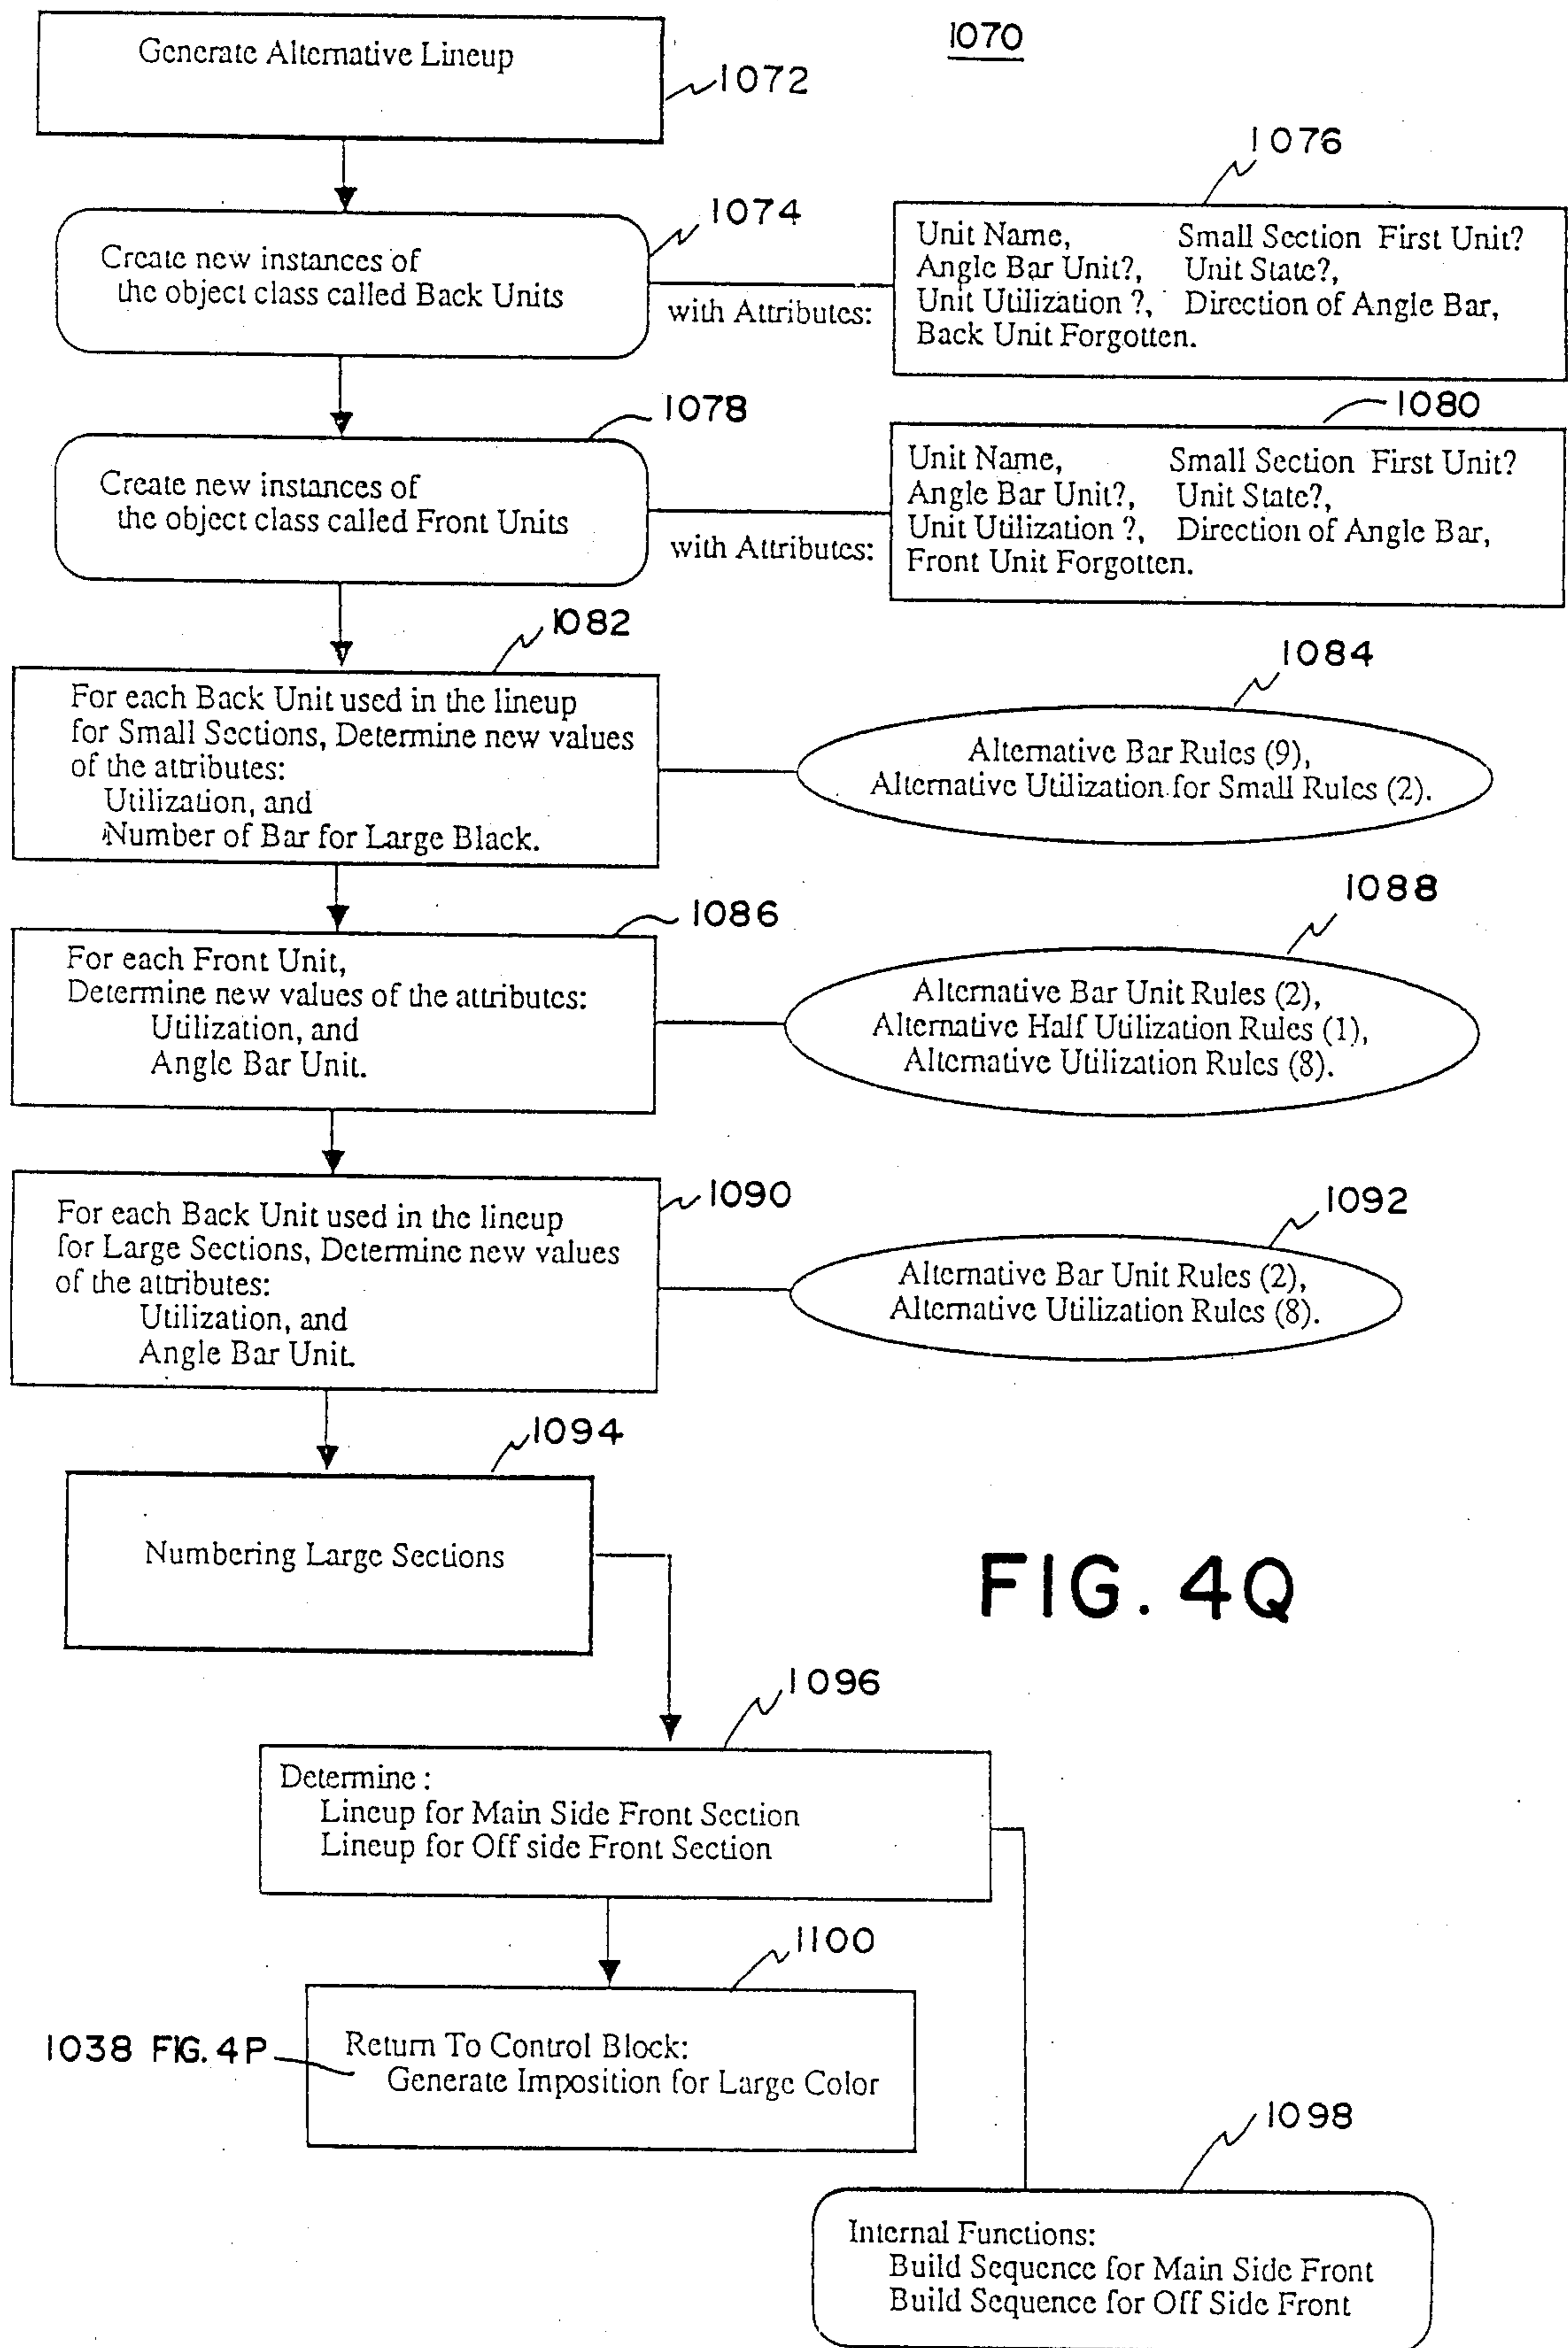 1070
Generate Alternative Lineup
1072
1074
Create new instances of
the object class called Back Units
with Attributes:
1076
Unit Name, Small Section First Unit?
Angle Bar Unit?, Unit State?,
Unit Utilization ?, Direction of Angle Bar,
Back Unit Forgotten.
1078
Create new instances of
the object class called Front Units
with Attributes:
1080
Unit Name, Small Section First Unit?
Angle Bar Unit?, Unit State?,
Unit Utilization ?, Direction of Angle Bar,
Front Unit Forgotten.
1082
For each Back Unit used in the lineup
for Small Sections, Determine new values
of the attributes:
Utilization, and
Number of Bar for Large Black.
1084
Alternative Bar Rules (9),
Alternative Utilization for Small Rules (2).
1086
For each Front Unit,
Determine new values of the attributes:
Utilization, and
Angle Bar Unit.
1088
Alternative Bar Unit Rules (2),
Alternative Half Utilization Rules (1),
Alternative Utilization Rules (8).
1090
For each Back Unit used in the lineup
for Large Sections, Determine new values
of the attributes:
Utilization, and
Angle Bar Unit.
1092
Alternative Bar Unit Rules (2),
Alternative Utilization Rules (8).
1094
Numbering Large Sections
FIG. 4Q
1096
Determine :
Lineup for Main Side Front Section
Lineup for Off side Front Section
1100
1038 FIG. 4P
Return To Control Block:
Generate Imposition for Large Color
1098
Internal Functions:
Build Sequence for Main Side Front
Build Sequence for Off Side Front